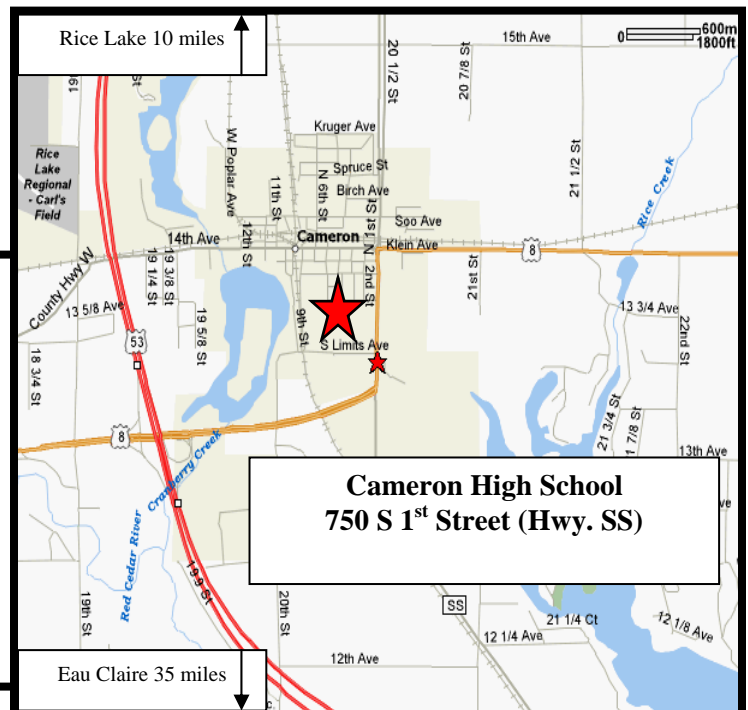 Rice Lake 10 miles
600m
0
1800ft
15th Ave
20 1/2 St
20 7/8 St
21 1/2 St
W Poplar Ave
Kruger Ave
Spruce St
Birch Ave
N 6th St
11th St
12th St
Rice
Lake
Regional
- Carl's
Field
Rice Creek
Soo Ave
Klein Ave
Cameron
14th Ave
8
N 1st St
2nd St
21st St
County Hwy W
19 1/4 St
19 3/8 St
19 5/8 St
13 5/8 Ave
18 3/4 St
53
9th St
S Limits Ave
13 3/4 Ave
22nd St
21 3/4 St
1 7/8 St
13th Ave
8
Cranberry Creek
Red Cedar River
Cameron High School
750 S 1st Street (Hwy. SS)
ve
19th St
19 9 St
20th St
SS
21 1/4 Ct
12 1/8 Ave
12 1/4 Ave
12th Ave
Eau Claire 35 miles
c.